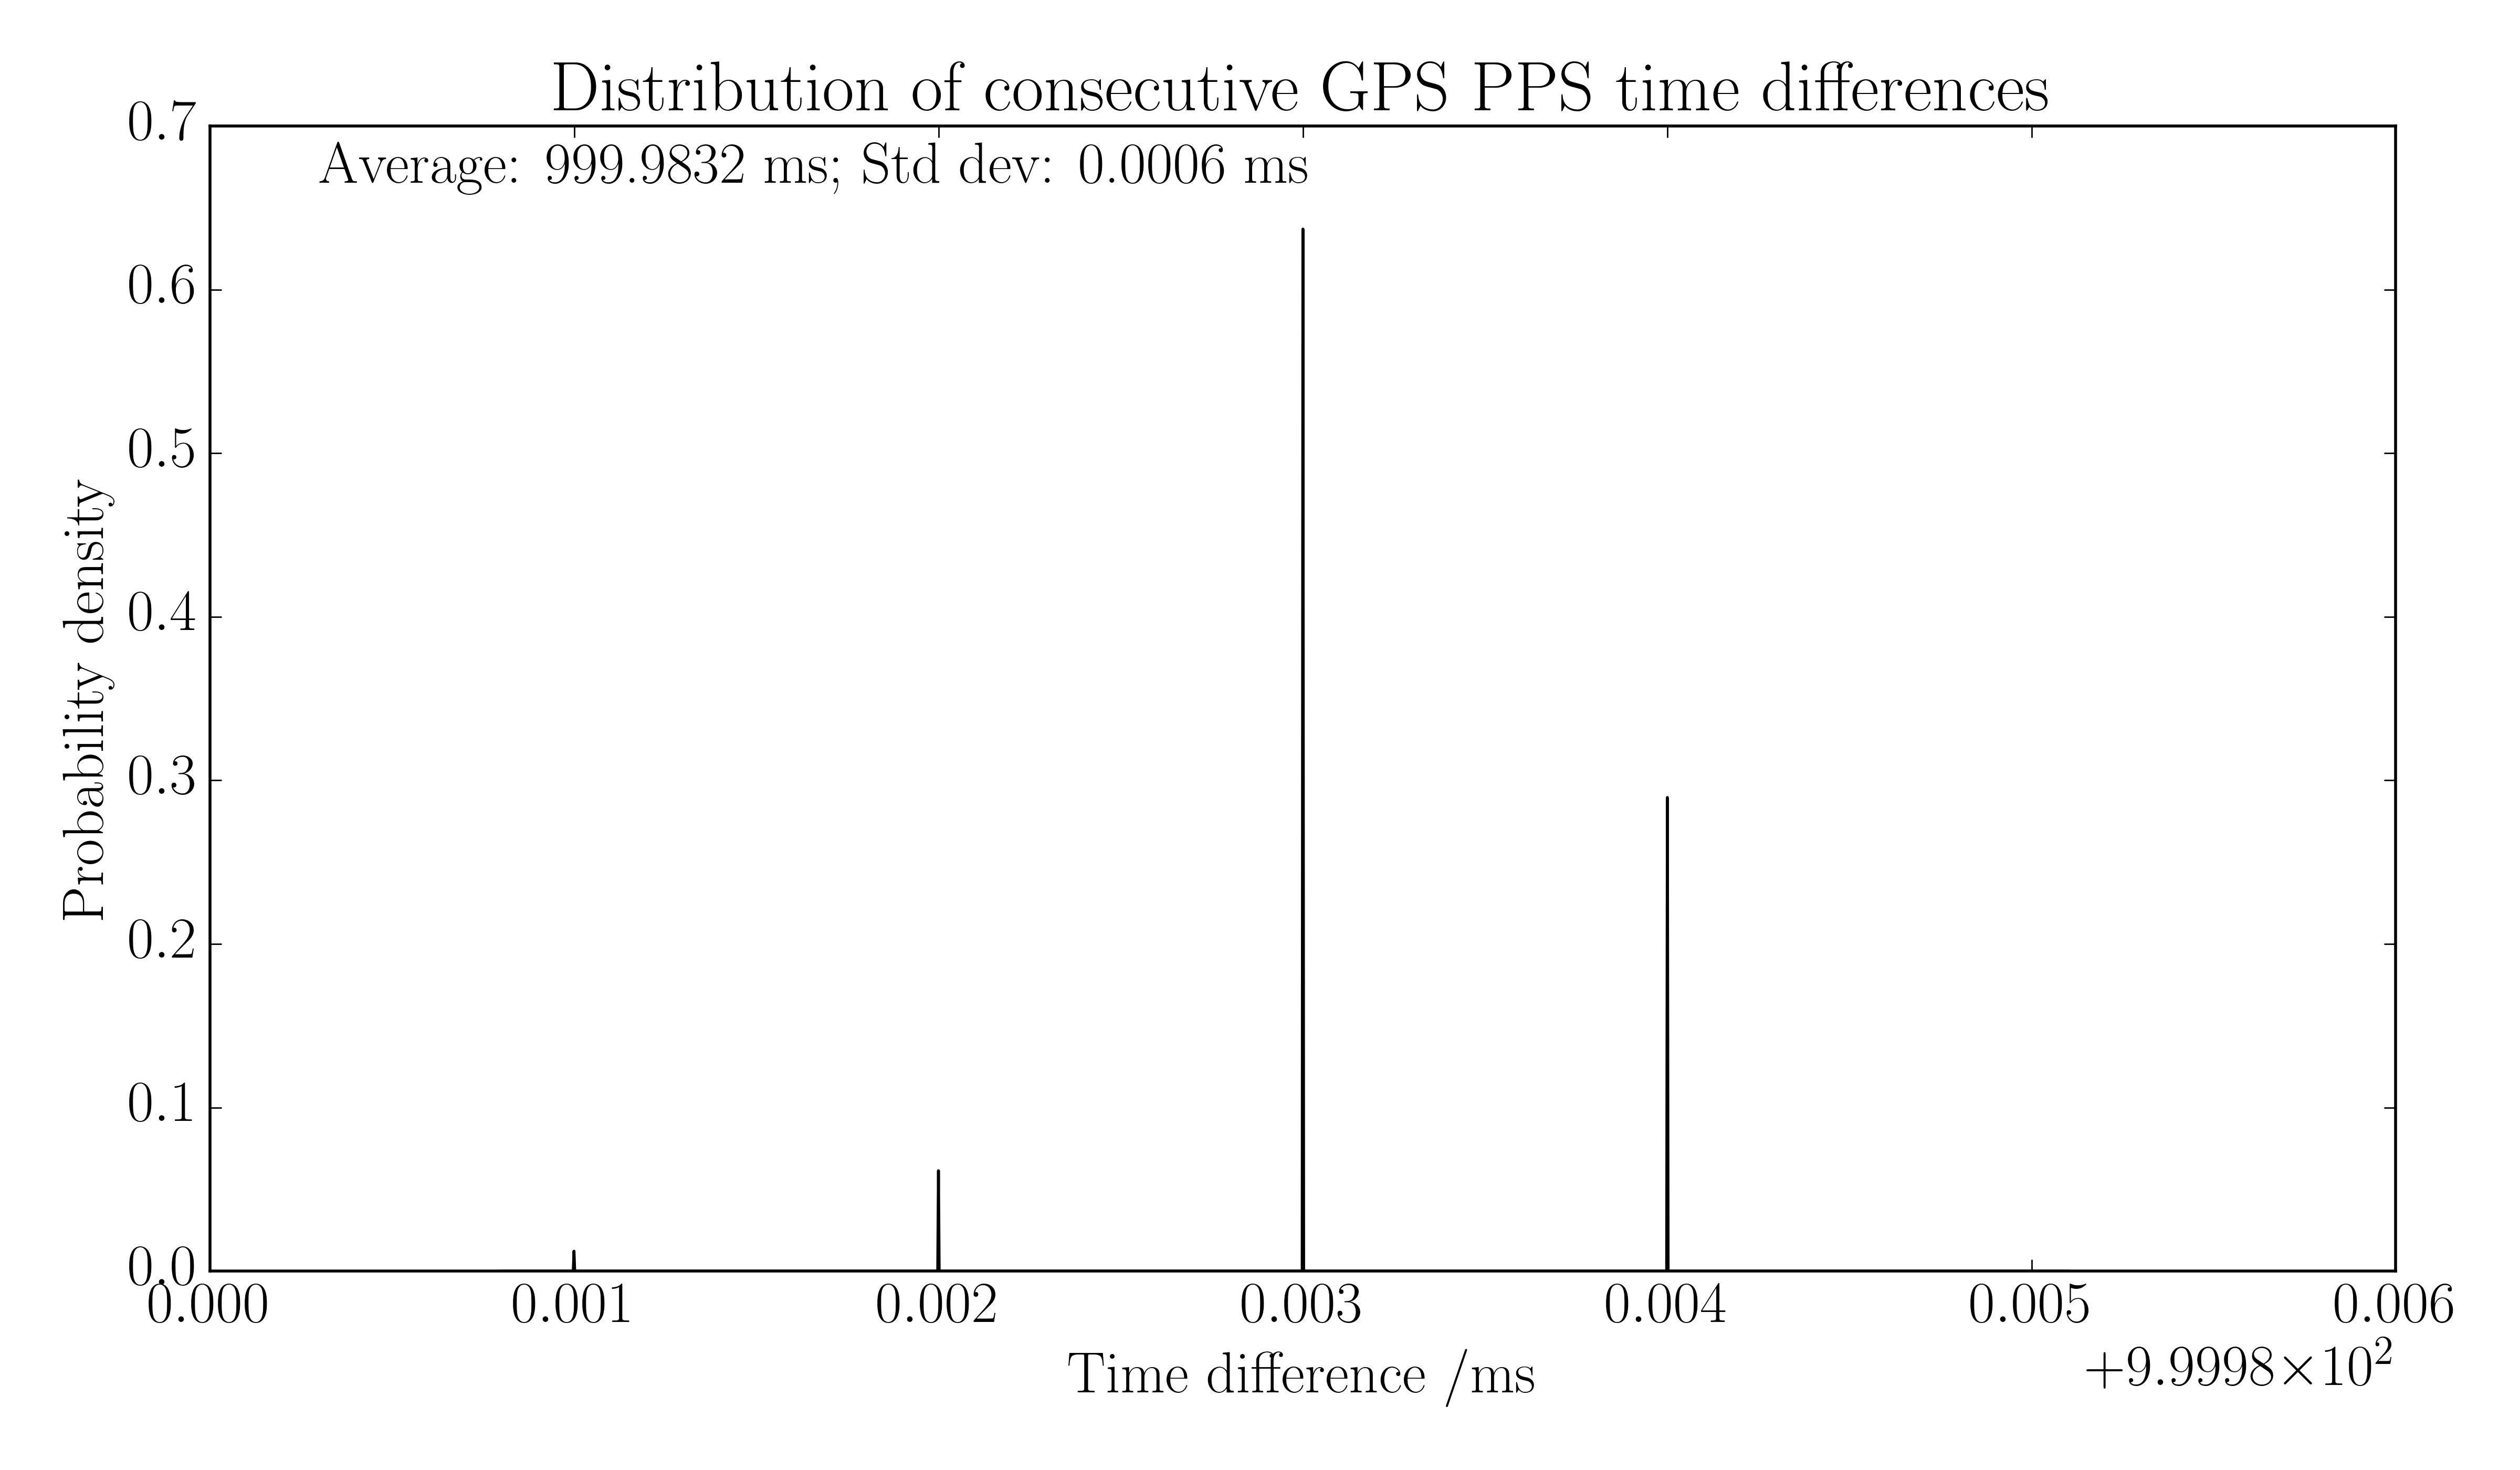 Distribution of consecutive GPS PPS time differences
Average: 999.9832 ms; Std dev: 0.0006 ms
Probability density
0.7
0.6
0.5
0.4
0.3
0.2
0.1
0.0
0.000 0.001 0.002 0.003 0.004 0.005 0.006
Time difference /ms
+9.9998×10²